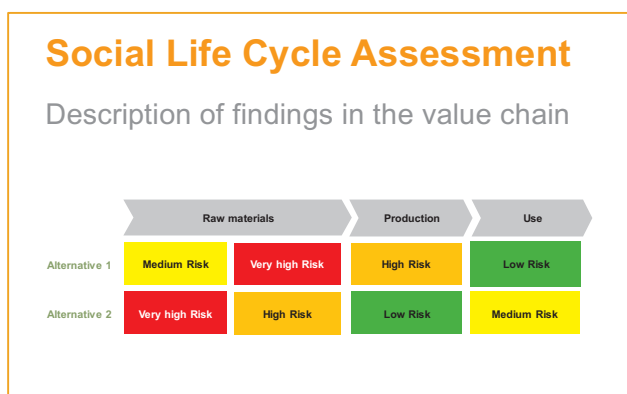 Social Life Cycle Assessment
Description of findings in the value chain
Raw materials Production Use
Alternative 1 Medium Risk Very high Risk High Risk Low Risk
Alternative 2 Very high Risk High Risk Low Risk Medium Risk